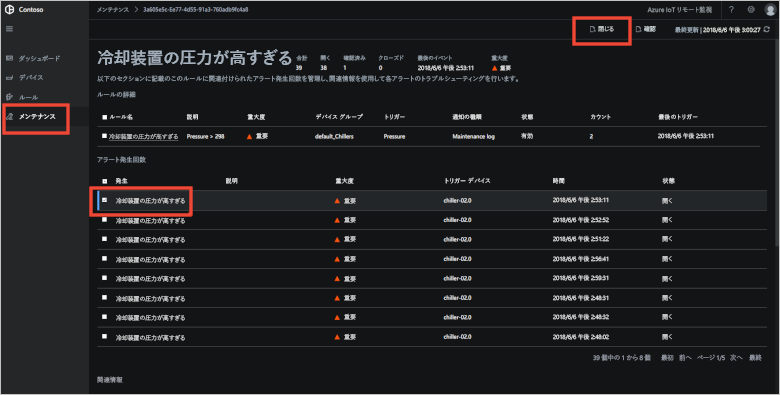 Contoso
メンテナンス > 3a605e5c-5e77-4d55-91a3-760adb9fc4a8
Azure IoT リモート監視
閉じる 確認 最終更新 | 2018/6/6 午後 3:00:27
ダッシュボード
デバイス
ルール
メンテナンス
冷却装置の圧力が高すぎる
合計 開く 確認済み クローズド 最後のイベント 重大度
39 38 1 0 2018/6/6 午後 2:53:11 重要
以下のセクションに記載のこのルールに関連付けられたアラート発生回数を管理し、関連情報を使用して各アラートのトラブルシューティングを行います。
ルールの詳細
ルール名 説明 重大度 デバイス グループ トリガー 通知の種類 状態 カウント 最後のトリガー
冷却装置の圧力が高すぎる Pressure > 298 重要 default_Chillers Pressure Maintenance log 有効 2 2018/6/6 午後 2:53:11
アラート発生回数
発生 説明 重大度 トリガー デバイス 時間 状態
冷却装置の圧力が高すぎる 重要 chiller-02.0 2018/6/6 午後 2:53:11 開く
冷却装置の圧力が高すぎる 重要 chiller-02.0 2018/6/6 午後 2:52:52 開く
冷却装置の圧力が高すぎる 重要 chiller-02.0 2018/6/6 午後 2:51:22 開く
冷却装置の圧力が高すぎる 重要 chiller-02.0 2018/6/6 午後 2:56:41 開く
冷却装置の圧力が高すぎる 重要 chiller-02.0 2018/6/6 午後 2:59:31 開く
冷却装置の圧力が高すぎる 重要 chiller-02.0 2018/6/6 午後 2:48:31 開く
冷却装置の圧力が高すぎる 重要 chiller-02.0 2018/6/6 午後 2:48:32 開く
冷却装置の圧力が高すぎる 重要 chiller-02.0 2018/6/6 午後 2:48:02 開く
39 個中の 1 から 8 個 最初 前へ ページ 1/5 次へ 最終
関連情報